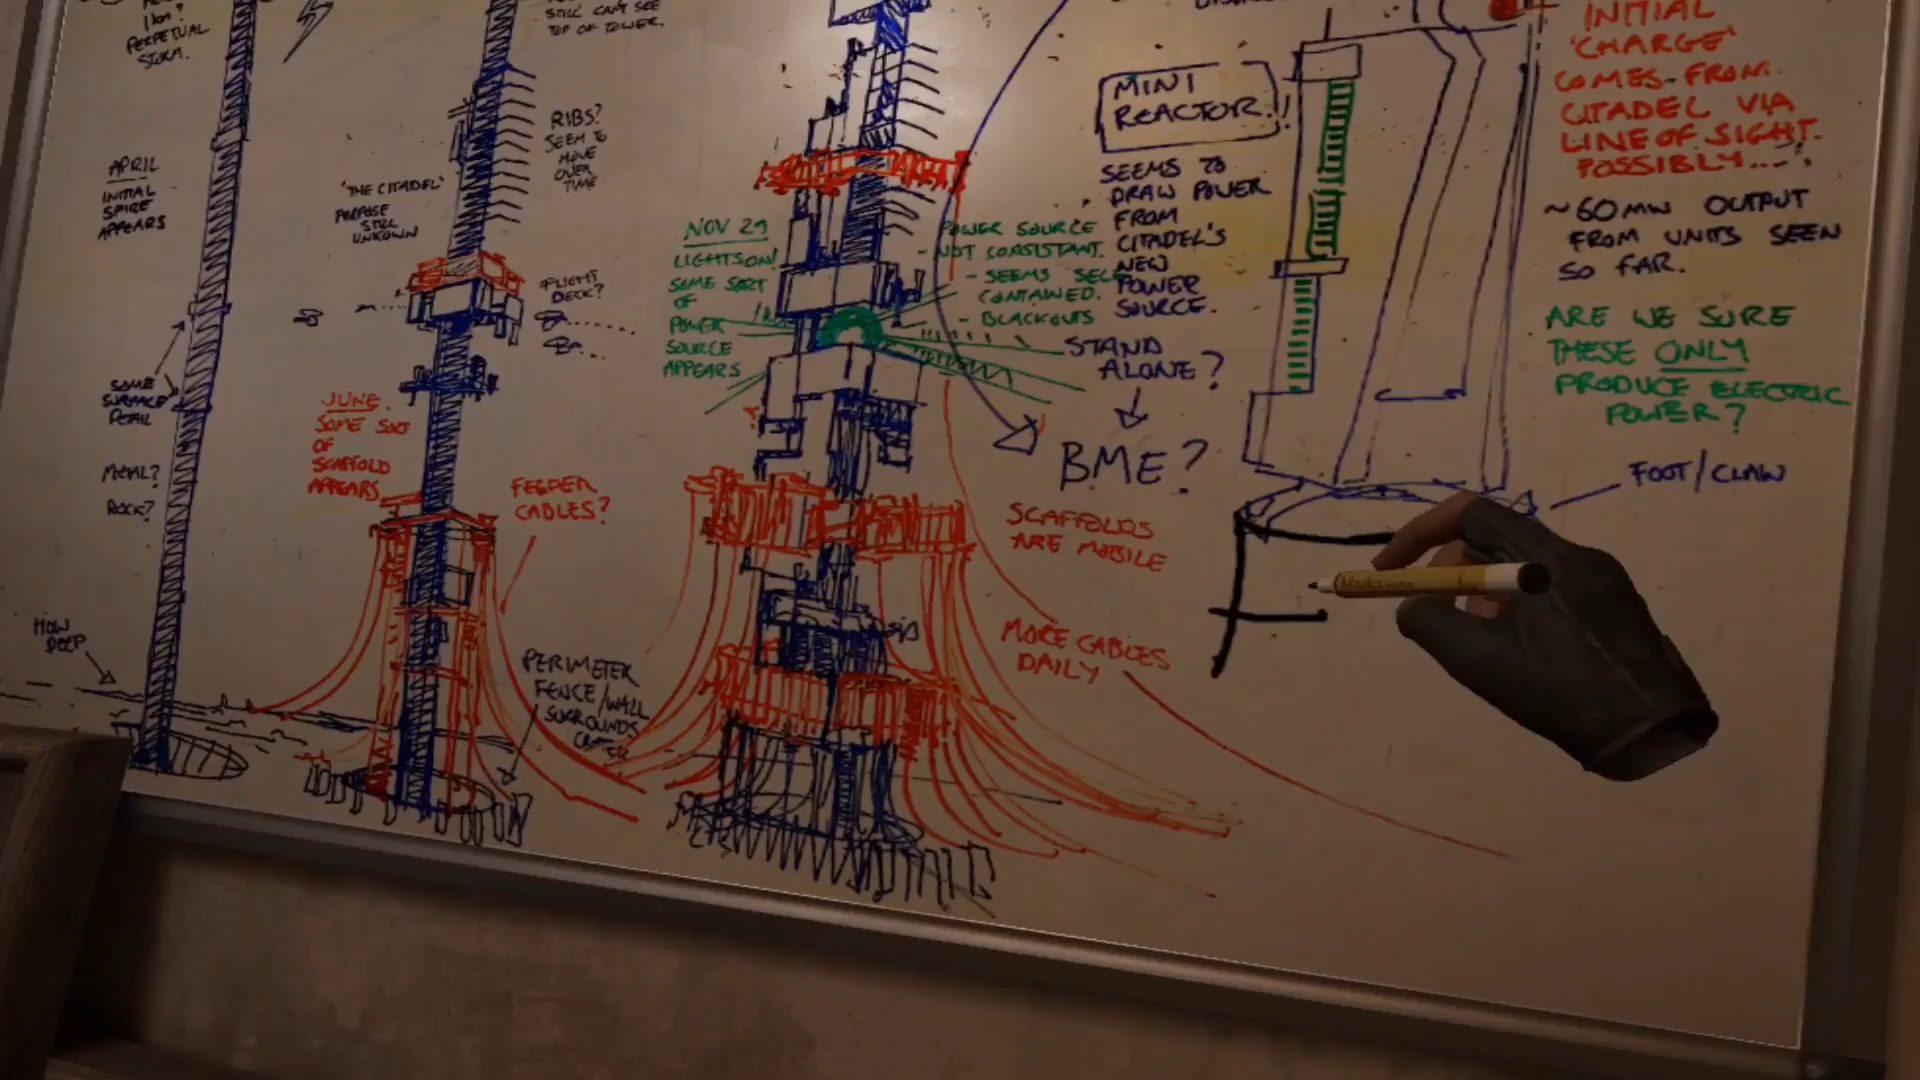 1KM?
PERPETUAL
STORM.
APRIL
INITIAL
SPIRE
APPEARS
SOME
SURFACE
DETAIL
METAL?
ROCK?
HOW
DEEP
STILL CAN'T SEE
TOP OF TOWER.
RIBS?
SEEM TO
MOVE
OVER
TIME
'THE CITADEL'
PURPOSE
STILL
UNKOWN
FLIGHT
DECK?
JUNE
SOME SORT
OF
SCAFFOLD
APPEARS
FEEDER
CABLES?
PERIMETER
FENCE/WALL
SURROUNDS
CRATER
NOV 29
LIGHTS ON!
SOME SORT
OF
POWER
SOURCE
APPEARS
POWER SOURCE
- NOT CONSISTANT.
- SEEMS SELF
CONTAINED.
- BLACKOUTS
SCAFFOLDS
ARE MOBILE
MORE CABLES
DAILY
MINI
REACTOR!!
SEEMS TO
DRAW POWER
FROM
CITADEL'S
NEW
POWER
SOURCE.
STAND
ALONE?
BME?
INITIAL
'CHARGE'
COMES FROM
CITADEL VIA
LINE OF SIGHT.
POSSIBLY....?
~60MW OUTPUT
FROM UNITS SEEN
SO FAR.
ARE WE SURE
THESE ONLY
PRODUCE ELECTRIC
POWER?
FOOT/CLAW